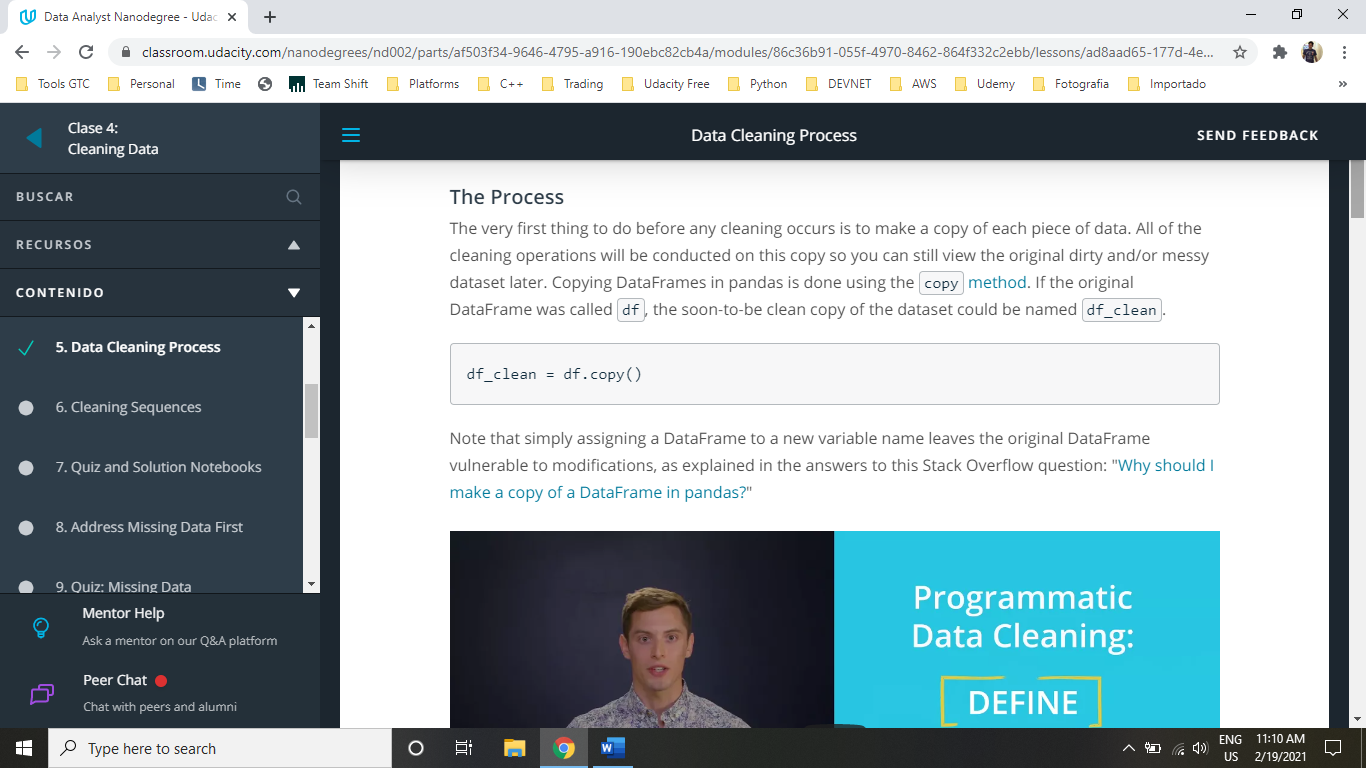 Data Analyst Nanodegree - Udac
classroom.udacity.com/nanodegrees/nd002/parts/af503f34-9646-4795-a916-190ebc82cb4a/modules/86c36b91-055f-4970-8462-864f332c2ebb/lessons/ad8aad65-177d-4e...
Tools GTC Personal Time Team Shift Platforms C++ Trading Udacity Free Python DEVNET AWS Udemy Fotografia Importado »
Clase 4:
Cleaning Data
BUSCAR
RECURSOS
CONTENIDO
5. Data Cleaning Process
6. Cleaning Sequences
7. Quiz and Solution Notebooks
8. Address Missing Data First
9. Quiz: Missing Data
Mentor Help
Ask a mentor on our Q&A platform
Peer Chat
Chat with peers and alumni
Data Cleaning Process
SEND FEEDBACK
The Process
The very first thing to do before any cleaning occurs is to make a copy of each piece of data. All of the
cleaning operations will be conducted on this copy so you can still view the original dirty and/or messy
dataset later. Copying DataFrames in pandas is done using the copy method. If the original
DataFrame was called df, the soon-to-be clean copy of the dataset could be named df_clean.
df_clean = df.copy()
Note that simply assigning a DataFrame to a new variable name leaves the original DataFrame
vulnerable to modifications, as explained in the answers to this Stack Overflow question: "Why should I
make a copy of a DataFrame in pandas?"
Programmatic
Data Cleaning:
DEFINE
Type here to search
W
ENG
US
11:10 AM
2/19/2021